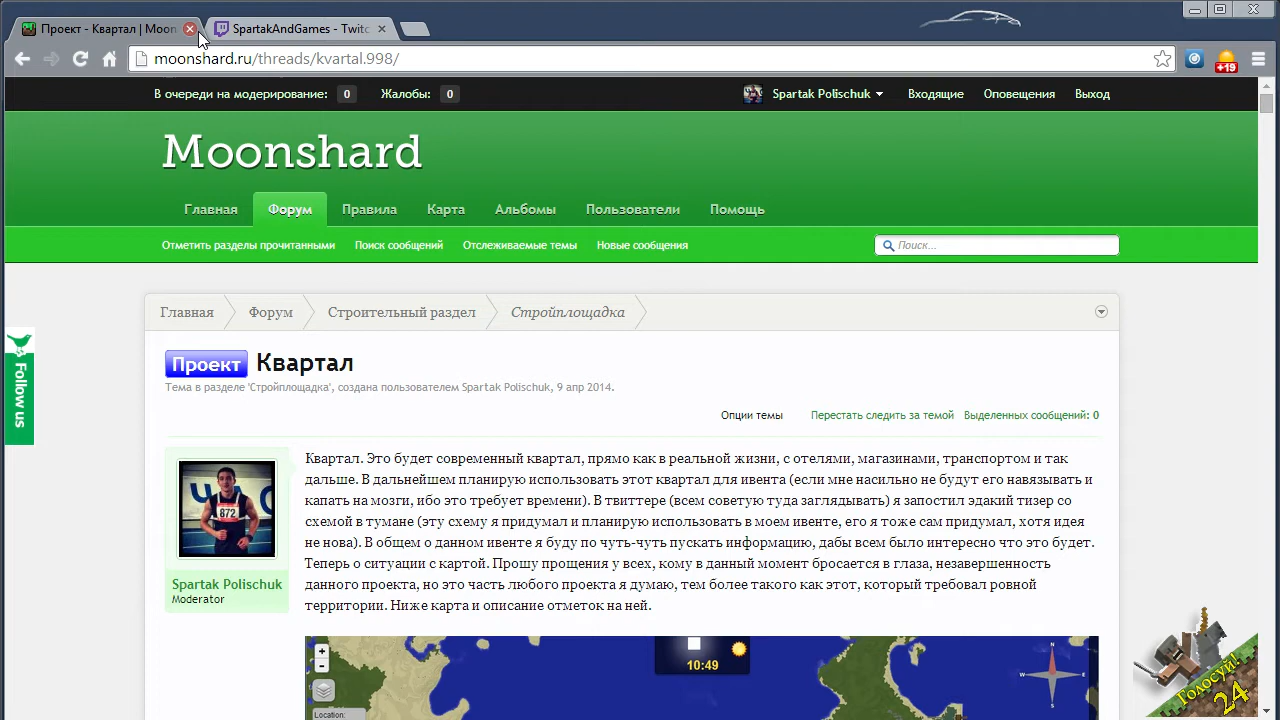 Проект - Квартал | Moon
SpartakAndGames - Twitc
moonshard.ru/threads/kvartal.998/
+19
В очереди на модерирование: 0 Жалобы: 0
Spartak Polischuk Входящие Оповещения Выход
Moonshard
Главная Форум Правила Карта Альбомы Пользователи Помощь
Отметить разделы прочитанными Поиск сообщений Отслеживаемые темы Новые сообщения
Поиск...
Главная Форум Строительный раздел Стройплощадка
Follow us
Проект Квартал
Тема в разделе 'Стройплощадка', создана пользователем Spartak Polischuk, 9 апр 2014.
Опции темы Перестать следить за темой Выделенных сообщений: 0
872
Spartak Polischuk
Moderator
Квартал. Это будет современный квартал, прямо как в реальной жизни, с отелями, магазинами, транспортом и так
дальше. В дальнейшем планирую использовать этот квартал для ивента (если мне насильно не будут его навязывать и
капать на мозги, ибо это требует времени). В твиттере (всем советую туда заглядывать) я запостил эдакий тизер со
схемой в тумане (эту схему я придумал и планирую использовать в моем ивенте, его я тоже сам придумал, хотя идея
не нова). В общем о данном ивенте я буду по чуть-чуть пускать информацию, дабы всем было интересно что это будет.
Теперь о ситуации с картой. Прошу прощения у всех, кому в данный момент бросается в глаза, незавершенность
данного проекта, но это часть любого проекта я думаю, тем более такого как этот, который требовал ровной
территории. Ниже карта и описание отметок на ней.
+
-
10:49
N
W E
Location:
Голосуй!
24